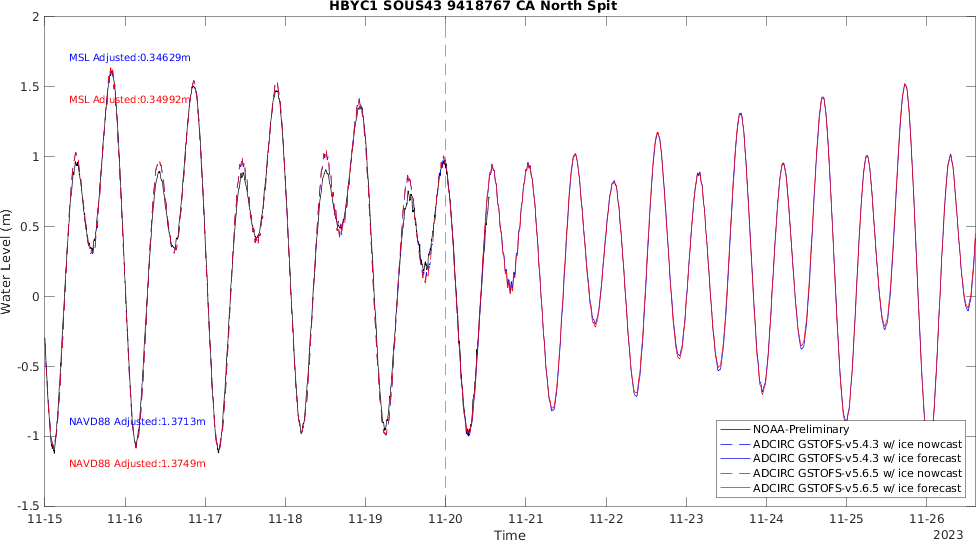 HBYC1 SOUS43 9418767 CA North Spit
2
1.5
1
0.5
0
-0.5
-1
-1.5
Water Level (m)
MSL Adjusted:0.34629m
MSL Adjusted:0.34992m
NAVD88 Adjusted:1.3713m
NAVD88 Adjusted:1.3749m
NOAA-Preliminary
ADCIRC GSTOFS-v5.4.3 w/ ice nowcast
ADCIRC GSTOFS-v5.4.3 w/ ice forecast
ADCIRC GSTOFS-v5.6.5 w/ ice nowcast
ADCIRC GSTOFS-v5.6.5 w/ ice forecast
11-15 11-16 11-17 11-18 11-19 11-20 11-21 11-22 11-23 11-24 11-25 11-26
Time
2023